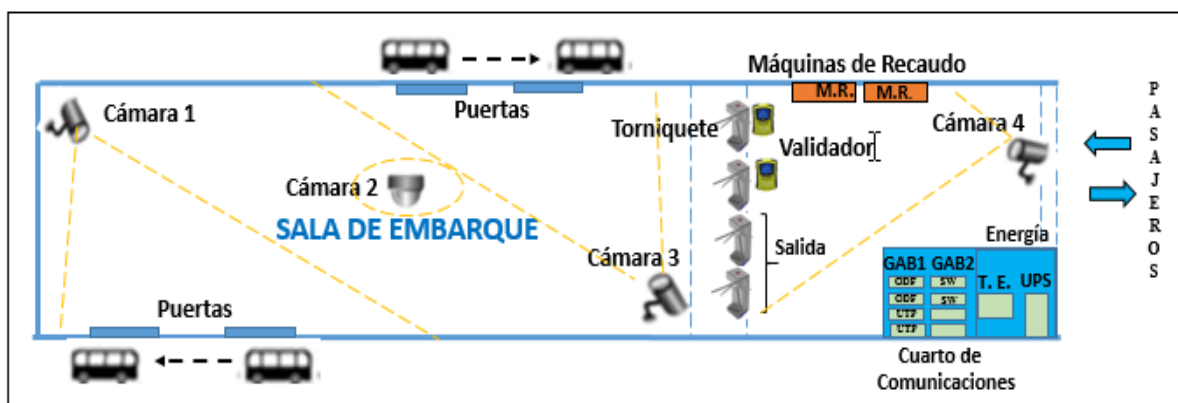 Máquinas de Recaudo
M.R.
M.R.
Cámara 1
Puertas
Torniquete
Validador
Cámara 4
PASAJEROS
Cámara 2
SALA DE EMBARQUE
Cámara 3
Salida
Energía
GAB1
GAB2
T. E.
UPS
ODF
SW
ODF
SW
UTP
UTP
Puertas
Cuarto de
Comunicaciones